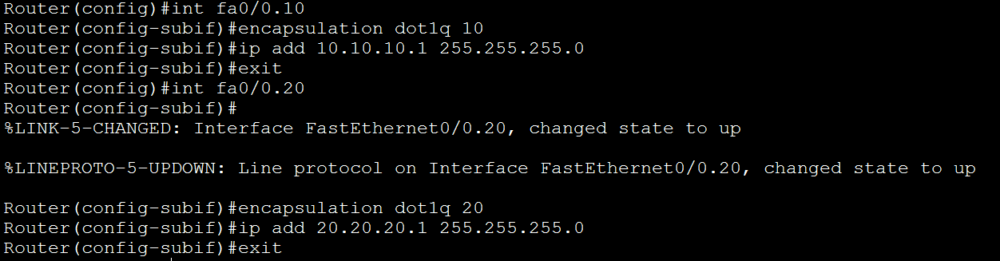 Router(config)#int fa0/0.10
Router(config-subif)#encapsulation dot1q 10
Router(config-subif)#ip add 10.10.10.1 255.255.255.0
Router(config-subif)#exit
Router(config)#int fa0/0.20
Router(config-subif)#
%LINK-5-CHANGED: Interface FastEthernet0/0.20, changed state to up
%LINEPROTO-5-UPDOWN: Line protocol on Interface FastEthernet0/0.20, changed state to up
Router(config-subif)#encapsulation dot1q 20
Router(config-subif)#ip add 20.20.20.1 255.255.255.0
Router(config-subif)#exit